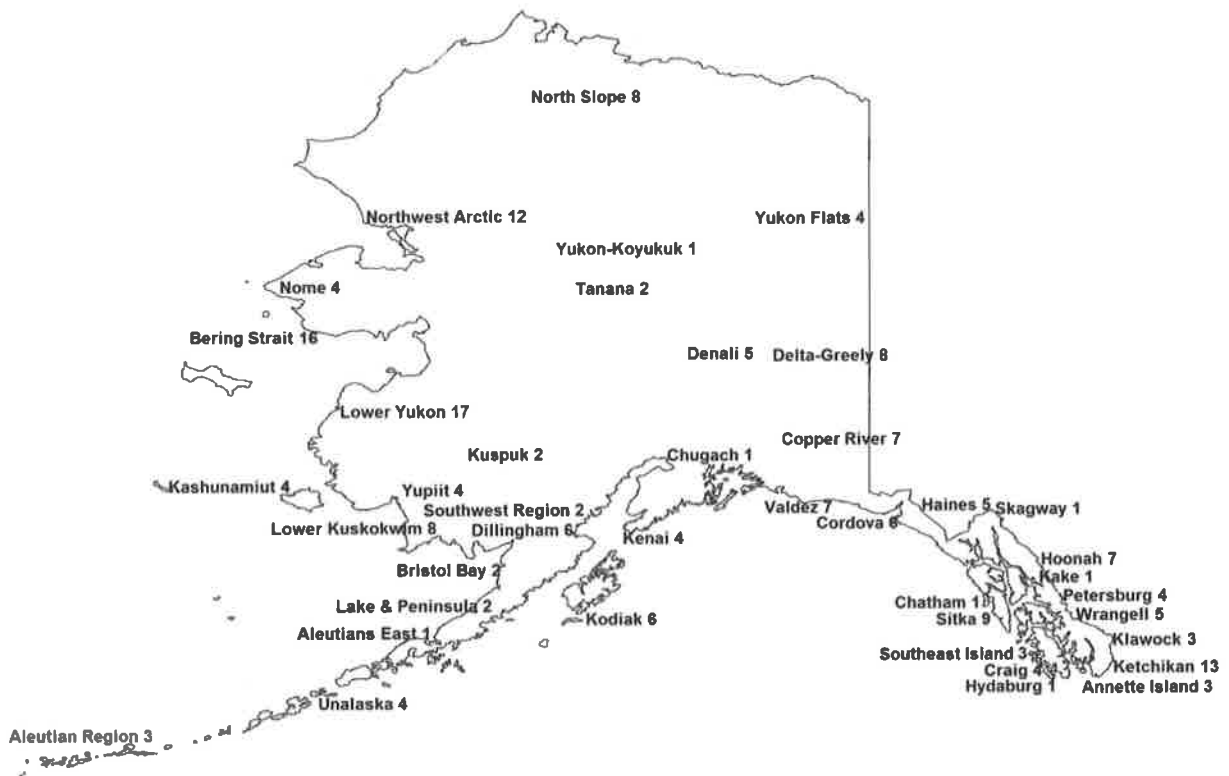 North Slope 8
Northwest Arctic 12
Yukon Flats 4
Yukon-Koyukuk 1
Nome 4
Tanana 2
Bering Strait 16
Denali 5
Delta-Greely 8
Lower Yukon 17
Copper River 7
Kuspuk 2
Chugach 1
Kashunamiut 4
Yupiit 4
Southwest Region 2
Valdez 7
Haines 5
Skagway 1
Lower Kuskokwim 8
Dillingham 6
Kenai 4
Cordova 6
Hoonah 7
Bristol Bay 2
Kake 1
Petersburg 4
Lake & Peninsula 2
Kodiak 6
Chatham 1
Wrangell 5
Sitka 9
Aleutians East 1
Klawock 3
Southeast Island 3
Craig 4
Ketchikan 13
Hydaburg 1
Annette Island 3
Unalaska 4
Aleutian Region 3